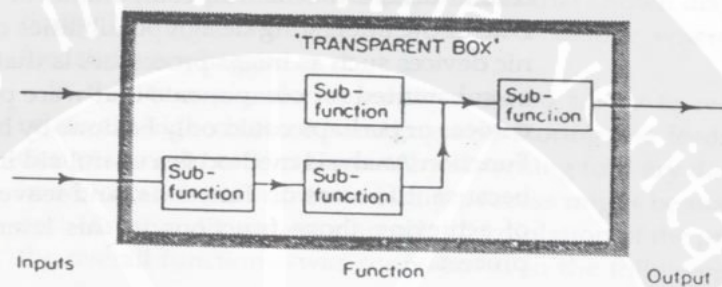 'TRANSPARENT BOX'
Sub-
function
Sub-
function
Sub-
function
Sub-
function
Inputs
Function
Output